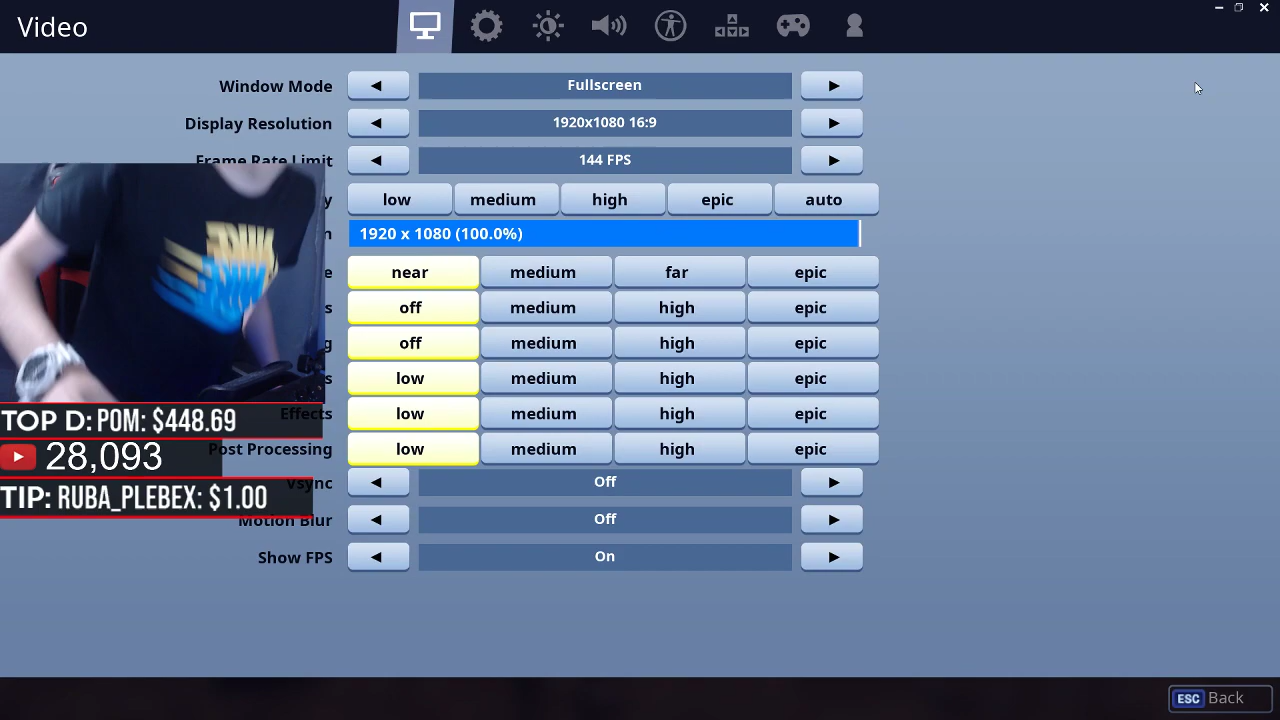 Video
Window Mode ◀ Fullscreen ▶
Display Resolution ◀ 1920x1080 16:9 ▶
Frame Rate Limit ◀ 144 FPS ▶
y low medium high epic auto
n 1920 x 1080 (100.0%)
e near medium far epic
s off medium high epic
g off medium high epic
s low medium high epic
Effects low medium high epic
Post Processing low medium high epic
Vsync ◀ Off ▶
Motion Blur ◀ Off ▶
Show FPS ◀ On ▶
TOP D: POM: $448.69
28,093
TIP: RUBA_PLEBEX: $1.00
ESC Back